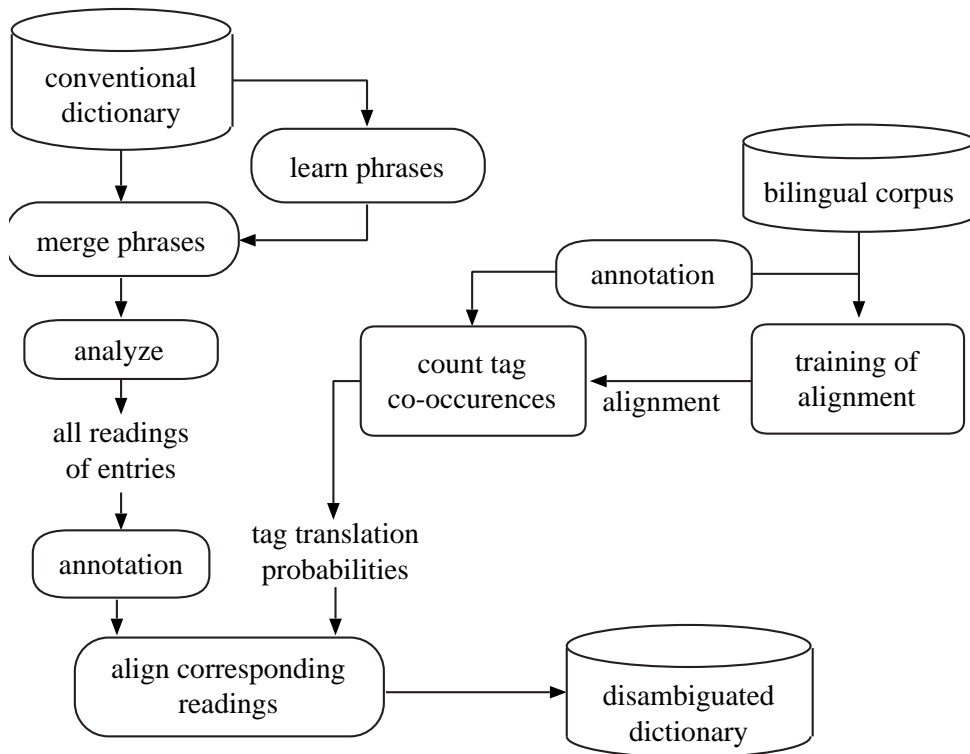 conventional
dictionary
learn phrases
bilingual corpus
merge phrases
annotation
analyze
count tag
co-occurences
training of
alignment
alignment
all readings
of entries
tag translation
probabilities
annotation
align corresponding
readings
disambiguated
dictionary